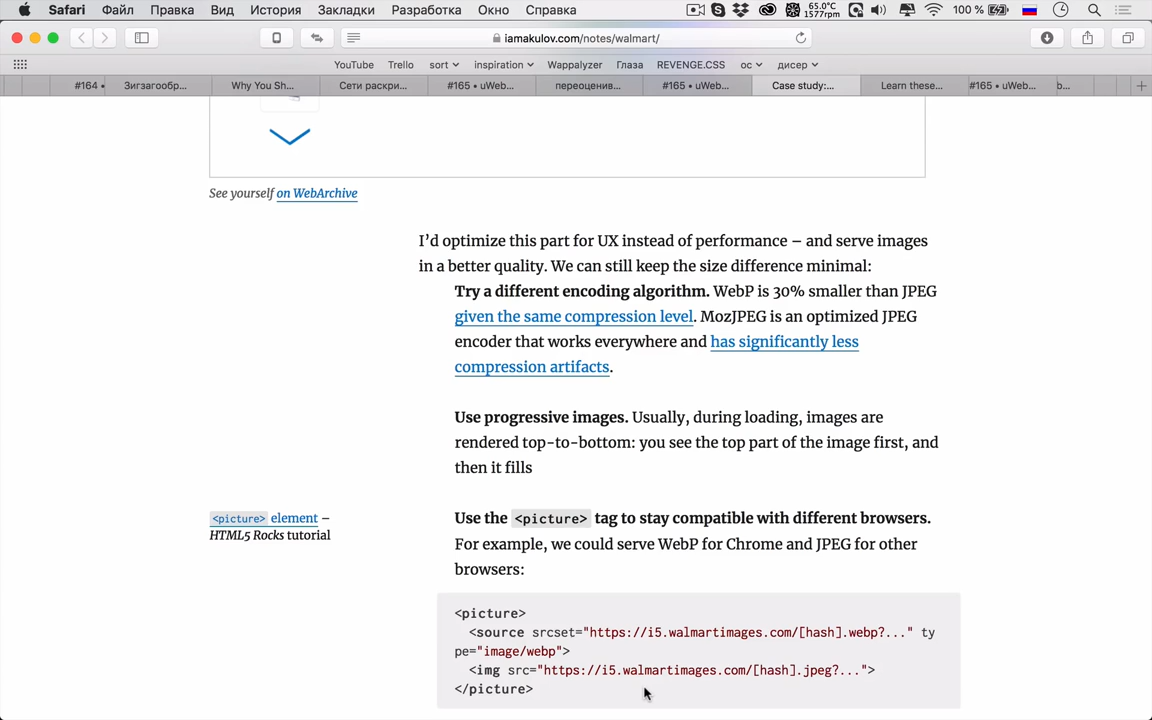 Safari Файл Правка Вид История Закладки Разработка Окно Справка 65.0°C 1577rpm 100 %
iamakulov.com/notes/walmart/
YouTube Trello sort inspiration Wappalyzer Глаза REVENGE.CSS ос дисер
#164 • Зигзагообр... Why You Sh... Сети раскри... #165 • uWeb... переоценив... #165 • uWeb... Case study:... Learn these... #165 • uWeb... b...
See yourself on WebArchive
I’d optimize this part for UX instead of performance – and serve images
in a better quality. We can still keep the size difference minimal:
Try a different encoding algorithm. WebP is 30% smaller than JPEG
given the same compression level. MozJPEG is an optimized JPEG
encoder that works everywhere and has significantly less
compression artifacts.
Use progressive images. Usually, during loading, images are
rendered top-to-bottom: you see the top part of the image first, and
then it fills
<picture> element –
HTML5 Rocks tutorial
Use the <picture> tag to stay compatible with different browsers.
For example, we could serve WebP for Chrome and JPEG for other
browsers:
<picture>
<source srcset="https://i5.walmartimages.com/[hash].webp?..." ty
pe="image/webp">
<img src="https://i5.walmartimages.com/[hash].jpeg?...">
</picture>